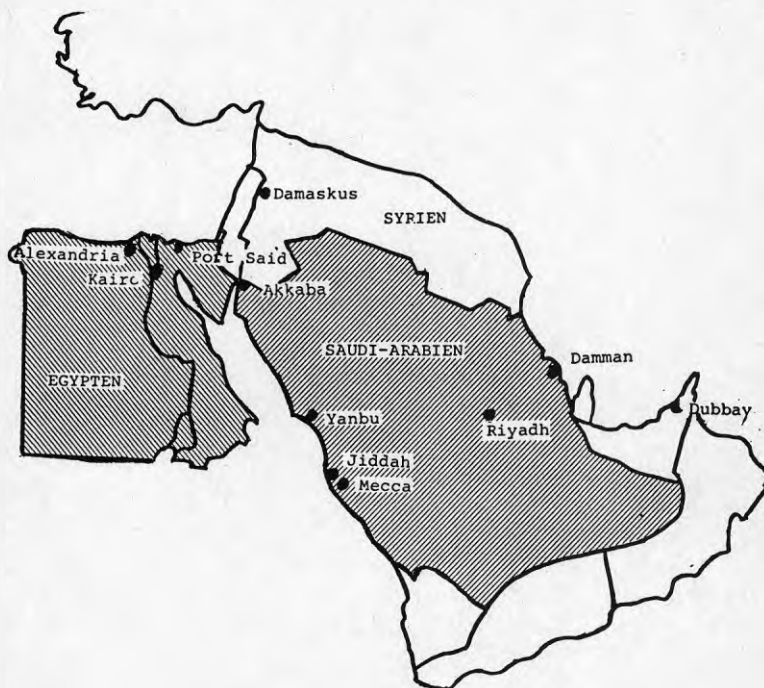 Damaskus
SYRIEN
Alexandria
Port Said
Kairo
Akkaba
SAUDI-ARABIEN
Damman
EGYPTEN
Yanbu
Riyadh
Dubbay
Jiddah
Mecca